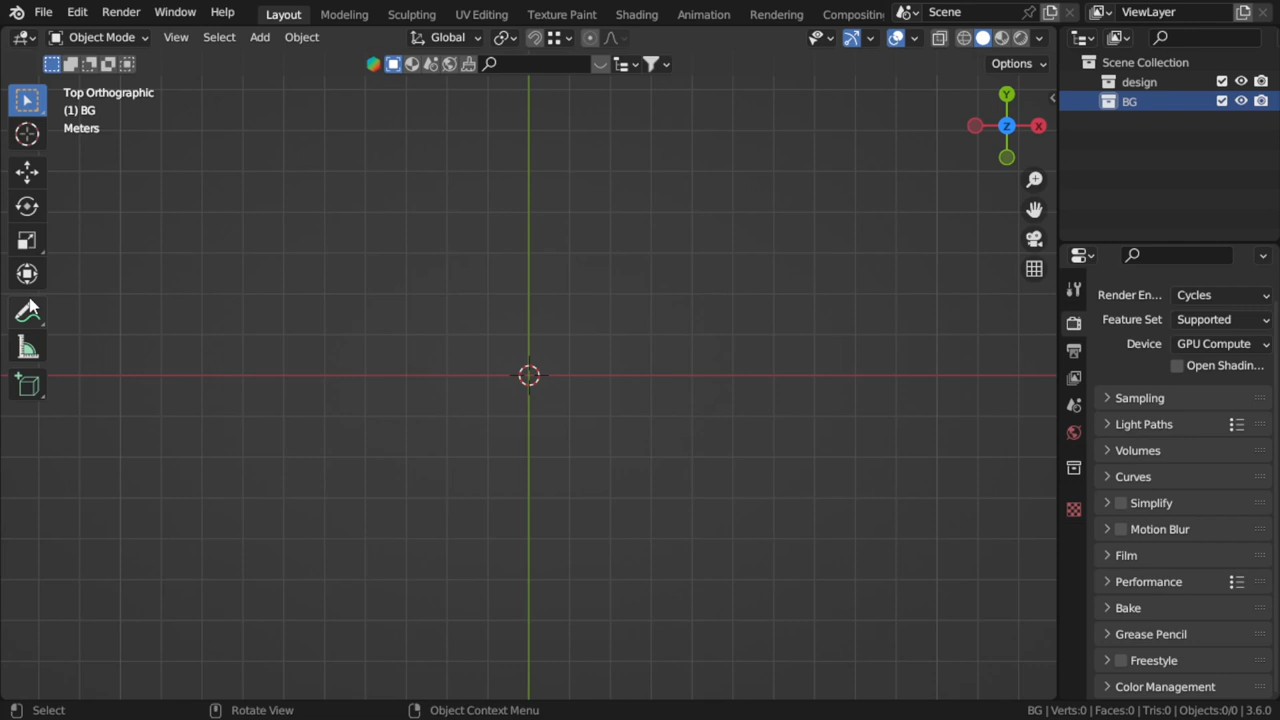 File Edit Render Window Help Layout Modeling Sculpting UV Editing Texture Paint Shading Animation Rendering Compositing Scene ViewLayer
Object Mode View Select Add Object Global
Options
Top Orthographic
(1) BG
Meters
Y
X
Z
Scene Collection
design
BG
Render En... Cycles
Feature Set Supported
Device GPU Compute
Open Shadin...
Sampling
Light Paths
Volumes
Curves
Simplify
Motion Blur
Film
Performance
Bake
Grease Pencil
Freestyle
Color Management
Select Rotate View Object Context Menu BG | Verts:0 | Faces:0 | Tris:0 | Objects:0/0 | 3.6.0